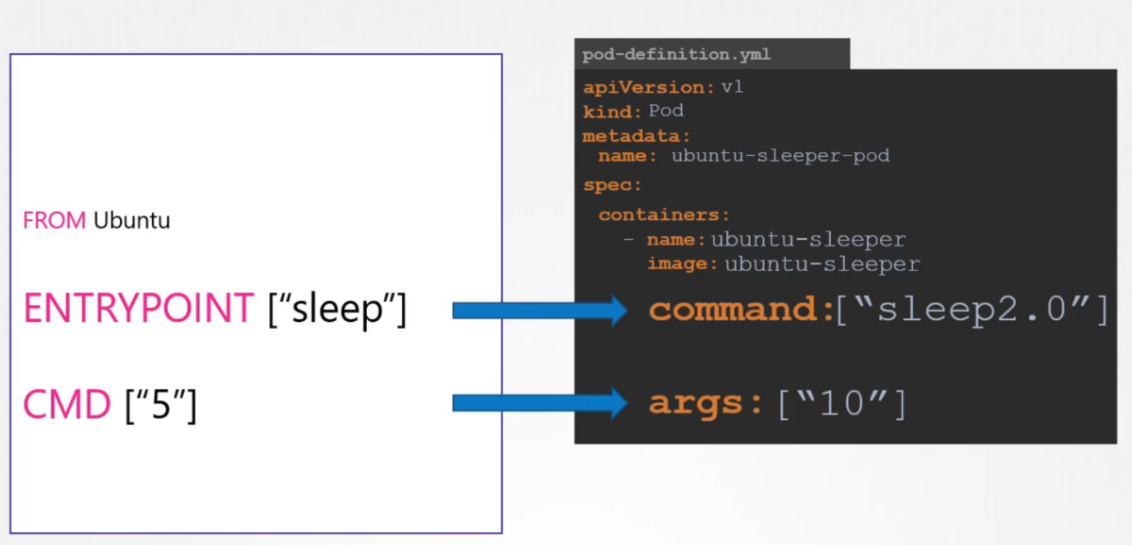 FROM Ubuntu
ENTRYPOINT [“sleep”]
CMD [“5”]
pod-definition.yml
apiVersion: v1
kind: Pod
metadata:
name: ubuntu-sleeper-pod
spec:
containers:
- name: ubuntu-sleeper
image: ubuntu-sleeper
command:[“sleep2.0”]
args: [“10”]